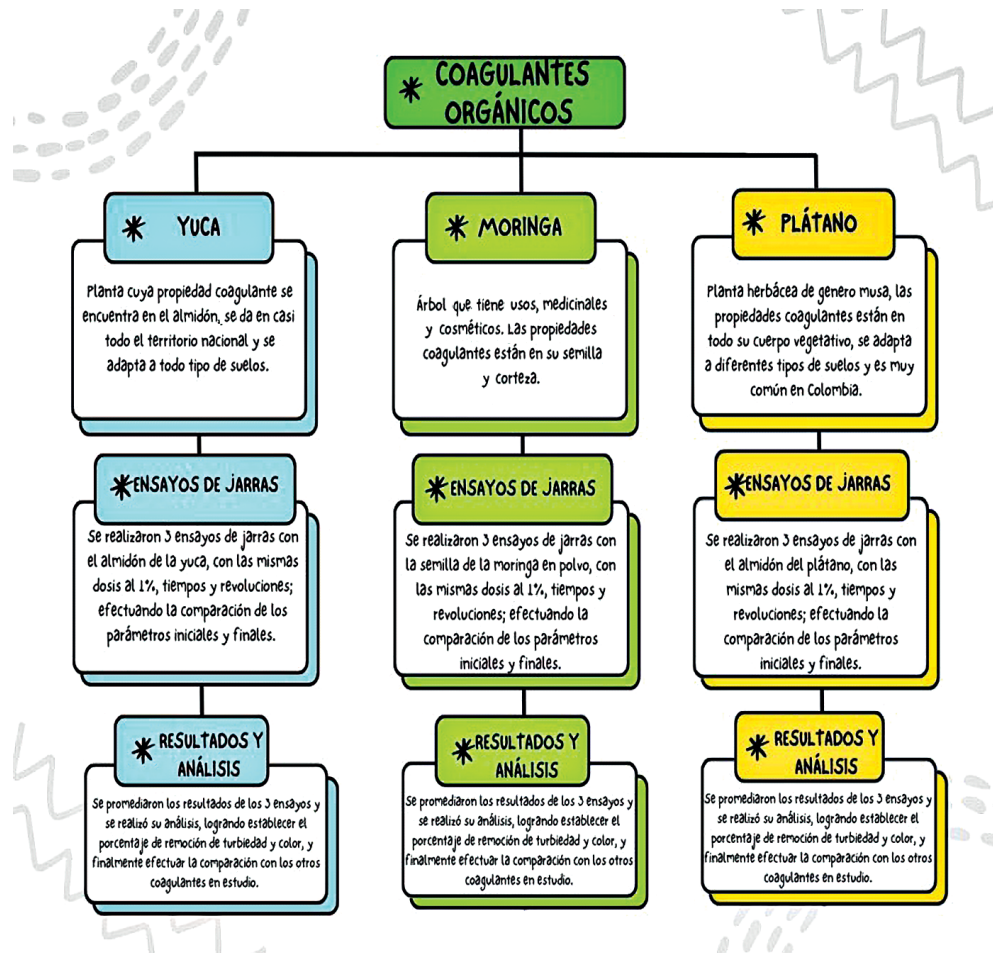 COAGULANTES
ORGÁNICOS
YUCA
Planta cuya propiedad coagulante se
encuentra en el almidón, se da en casi
todo el territorio nacional y se
adapta a todo tipo de suelos.
ENSAYOS DE JARRAS
Se realizaron 3 ensayos de jarras con
el almidón de la yuca, con las mismas
dosis al 1%, tiempos y revoluciones;
efectuando la comparación de los
parámetros iniciales y finales.
RESULTADOS Y
ANÁLISIS
Se promediaron los resultados de los 3 ensayos y
se realizó su análisis, logrando establecer el
porcentaje de remoción de turbiedad y color, y
finalmente efectuar la comparación con los otros
coagulantes en estudio.
MORINGA
Árbol que tiene usos, medicinales
y cosméticos. Las propiedades
coagulantes están en su semilla
y corteza.
ENSAYOS DE JARRAS
Se realizaron 3 ensayos de jarras con
la semilla de la moringa en polvo, con
las mismas dosis al 1%, tiempos y
revoluciones; efectuando la
comparación de los parámetros
iniciales y finales.
RESULTADOS Y
ANÁLISIS
Se promediaron los resultados de los 3 ensayos y
se realizó su análisis, logrando establecer el
porcentaje de remoción de turbiedad y color, y
finalmente efectuar la comparación con los otros
coagulantes en estudio.
PLÁTANO
Planta herbácea de genero musa, las
propiedades coagulantes están en
todo su cuerpo vegetativo, se adapta
a diferentes tipos de suelos y es muy
común en Colombia.
ENSAYOS DE JARRAS
Se realizaron 3 ensayos de jarras con
el almidón del plátano, con las
mismas dosis al 1%, tiempos y
revoluciones; efectuando la
comparación de los parámetros
iniciales y finales.
RESULTADOS Y
ANÁLISIS
Se promediaron los resultados de los 3 ensayos y
se realizó su análisis, logrando establecer el
porcentaje de remoción de turbiedad y color, y
finalmente efectuar la comparación con los otros
coagulantes en estudio.